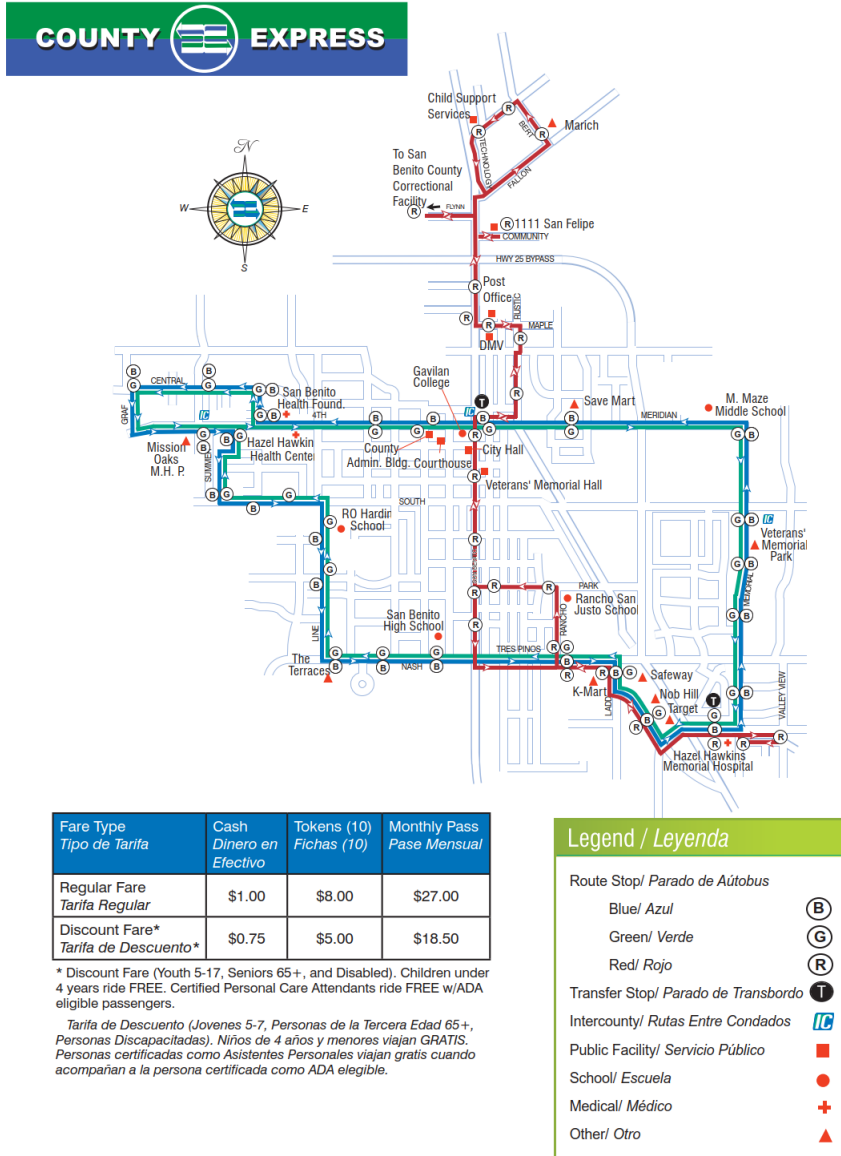 COUNTY EXPRESS
N
W
E
S
Child Support
Services
R
R
BERT
R
Marich
TECHNOLOGY
FALLON
To San
Benito County
Correctional
Facility
R
FLYNN
R
1111 San Felipe
COMMUNITY
HWY 25 BYPASS
R
Post
Office
RUSTIC
R
R
MAPLE
DMV
R
R
Gavilan
College
T
IC
B
G
R
Save Mart
B
G
MERIDIAN
M. Maze
Middle School
G
B
B
G
CENTRAL
B
G
G
B
San Benito
Health Found.
G
B
4TH
GRAF
IC
B
G
B
G
Mission
Oaks
M.H. P.
G
B
B
G
Hazel Hawkin
Health Center
County
Admin. Bldg.
Courthouse
City Hall
R
Veterans' Memorial Hall
B
G
B
G
SOUTH
G
RO Hardin
School
B
G
B
R
G
B
IC
Veterans'
Memorial
Park
G
B
MEMORIAL
G
B
R
R
R
PARK
Rancho San
Justo School
RANCHO
San Benito
High School
R
LINE
The
Terraces
G
B
G
B
G
B
NASH
TRES PINOS
R
G
B
R
K-Mart
R
B
G
Safeway
LADD
Nob Hill
Target
G
B
R
T
G
B
R
G
B
VALLEY VIEW
R
R
Hazel Hawkins
Memorial Hospital
Fare Type
Tipo de Tarifa
Cash
Dinero en
Efectivo
Tokens (10)
Fichas (10)
Monthly Pass
Pase Mensual
Regular Fare
Tarifa Regular
$1.00
$8.00
$27.00
Discount Fare*
Tarifa de Descuento*
$0.75
$5.00
$18.50
* Discount Fare (Youth 5-17, Seniors 65+, and Disabled). Children under
4 years ride FREE. Certified Personal Care Attendants ride FREE w/ADA
eligible passengers.
Tarifa de Descuento (Jovenes 5-7, Personas de la Tercera Edad 65+,
Personas Discapacitadas). Niños de 4 años y menores viajan GRATIS.
Personas certificadas como Asistentes Personales viajan gratis cuando
acompañan a la persona certificada como ADA elegible.
Legend / Leyenda
Route Stop/ Parado de Aútobus
Blue/ Azul B
Green/ Verde G
Red/ Rojo R
Transfer Stop/ Parado de Transbordo T
Intercounty/ Rutas Entre Condados IC
Public Facility/ Servicio Público
School/ Escuela
Medical/ Médico
Other/ Otro